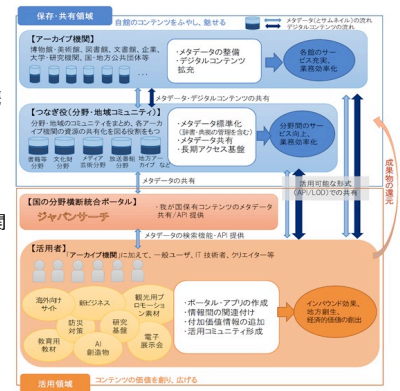 保存・共有領域
自館のコンテンツをふやし、魅せる
メタデータ(とサムネイル)の流れ
デジタルコンテンツの流れ
【アーカイブ機関】
博物館・美術館、図書館、文書館、企業、
大学・研究機関、国・地方公共団体等
・・・
・メタデータの整備
・デジタルコンテンツ
拡充
各館のサー
ビス充実、
業務効率化
メタデータ・デジタルコンテンツの共有
【つなぎ役(分野・地域コミュニティ)】
分野・地域のコミュニティをまとめ、各アーカ
イブ機関の資源の共有化を図る役割をもつ
書籍等
分野
文化財
分野
メディア
芸術分野
放送番組
分野
地方アー
カイブ
など
・メタデータ標準化
(辞書・典拠の管理を含む)
・メタデータ共有
・長期アクセス基盤
分野間のサー
ビス向上、
業務効率化
メタデータの共有
活用可能な形式
(API/LOD)での共有
成果物の還元
【国の分野横断統合ポータル】
ジャパンサーチ
・我が国保有コンテンツのメタデータ
共有/API 提供
メタデータの検索機能・API 提供
【活用者】
「アーカイブ機関」に加えて、一般ユーザ、IT 技術者、クリエイター等
海外向け
サイト
新ビジネス
観光用プ
ロモーショ
ン素材
防災
対策
研究
基盤
教育用
教材
AI
創造物
電子
展示会
・ポータル・アプリの作成
・情報間の関連付け
・付加価値情報の追加
・活用コミュニティ形成
インバウンド効果、
地方創生、
経済的価値の創出
活用領域
コンテンツの価値を創り、広げる